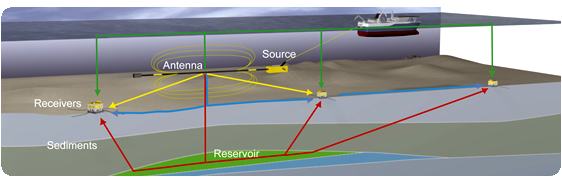 Source
Antenna
Receivers
Sediments
Reservoir